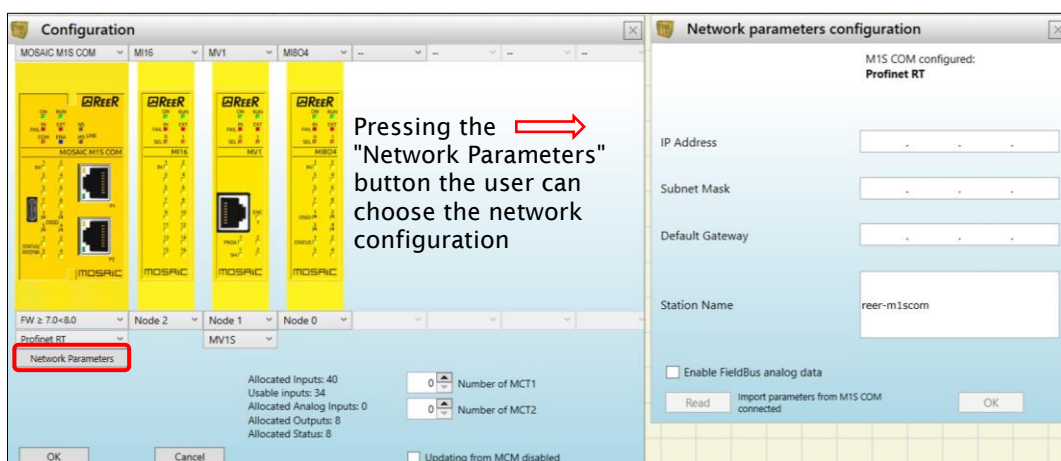 Configuration
MOSAIC M1S COM MI16 MV1 MI8O4 -- -- -- --
REER REER REER REER
MOSAIC M1S COM MI16 MV1 MI8O4
MOSAIC MOSAIC MOSAIC MOSAIC
Pressing the
"Network Parameters"
button the user can
choose the network
configuration
FW ≥ 7.0<8.0 Node 2 Node 1 Node 0
Profinet RT MV1S
Network Parameters
Allocated Inputs: 40
Usable inputs: 34
Allocated Analog Inputs: 0
Allocated Outputs: 8
Allocated Status: 8
0 Number of MCT1
0 Number of MCT2
OK Cancel Updating from MCM disabled
Network parameters configuration
M1S COM configured:
Profinet RT
IP Address . . .
Subnet Mask . . .
Default Gateway . . .
Station Name reer-m1scom
Enable FieldBus analog data
Read Import parameters from M1S COM
connected OK